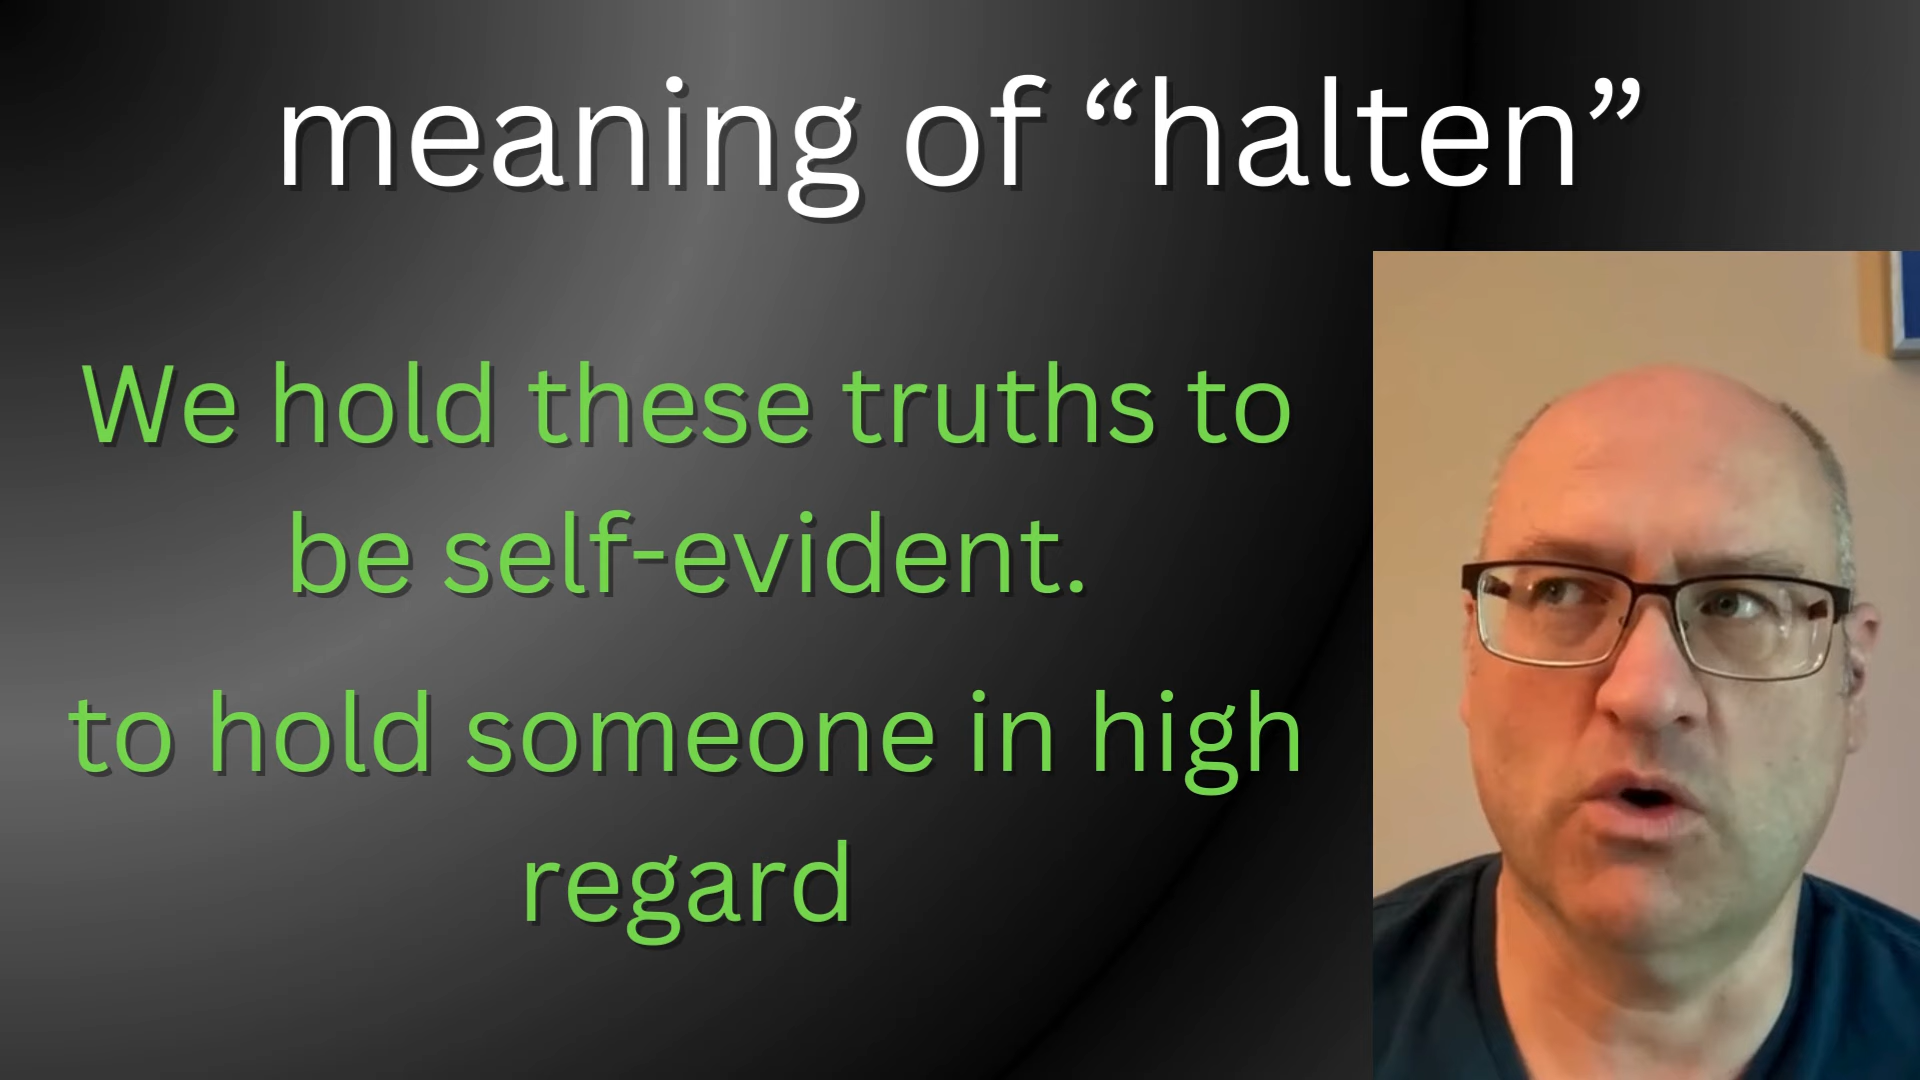 meaning of “halten”
We hold these truths to
be self-evident.
to hold someone in high
regard